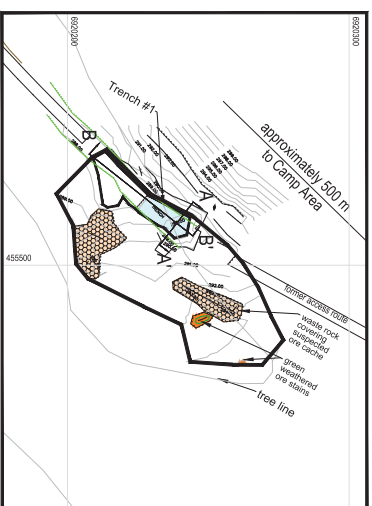 6920200
6920300
Trench #1
approximately 500 m
to Camp Area
B
A
B'
A'
455500
former access route
waste rock
covering
suspected
ore cache
green
weathered
ore stains
tree line